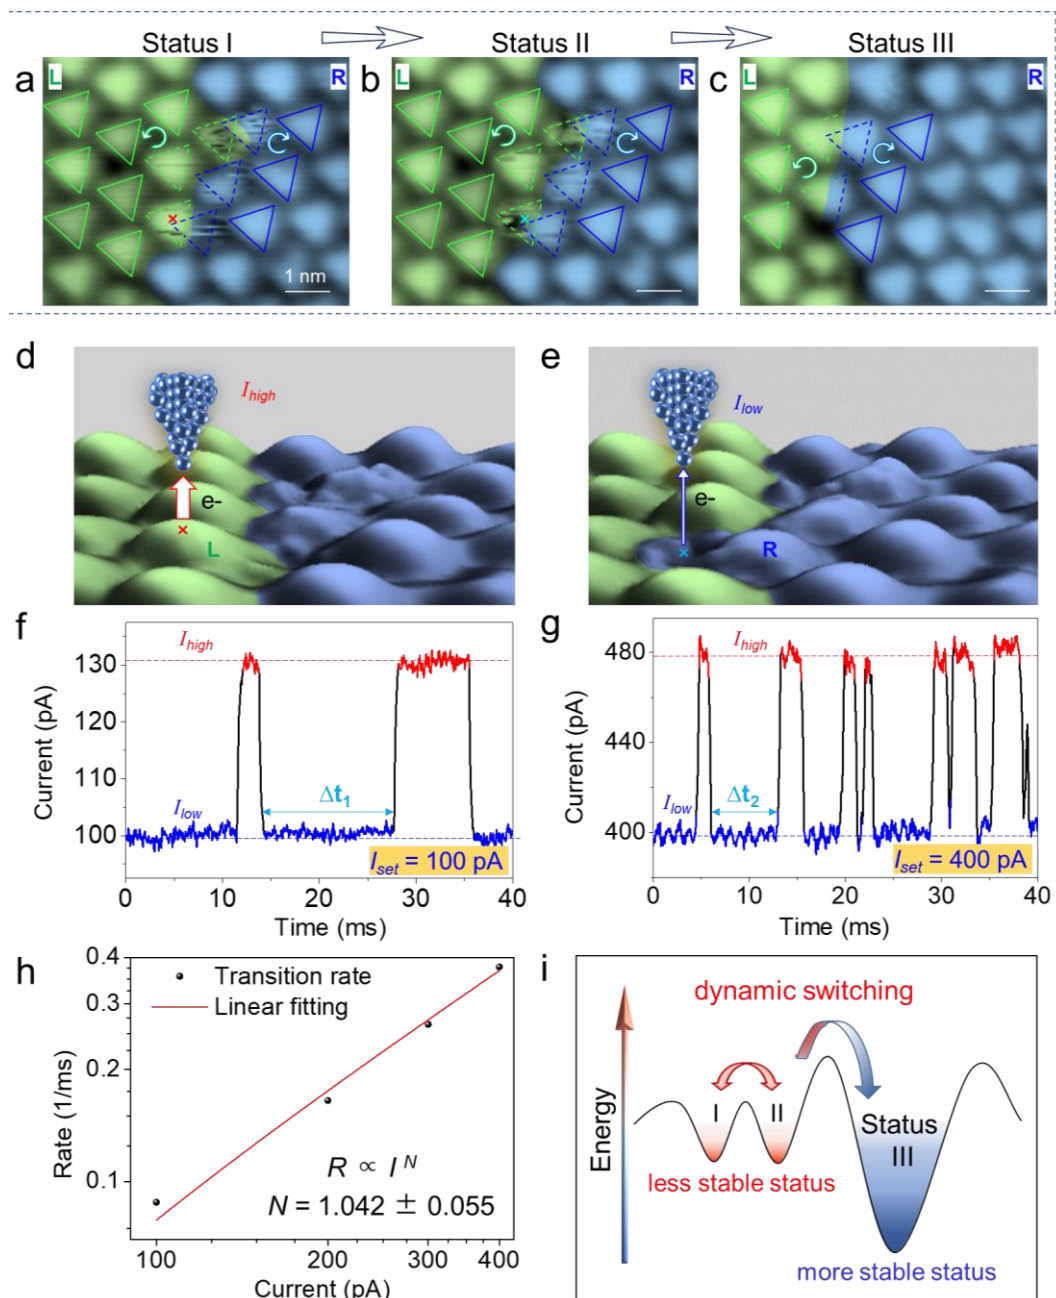 Status I
Status II
Status III
a
L
R
1 nm
b
L
R
c
L
R
d
I_high
e-
L
e
I_low
e-
R
f
I_high
130
120
110
100
I_low
Δt₁
I_set = 100 pA
Current (pA)
0
10
20
30
40
Time (ms)
g
I_high
480
440
400
I_low
Δt₂
I_set = 400 pA
Current (pA)
0
10
20
30
40
Time (ms)
h
0.4
0.3
0.2
0.1
Rate (1/ms)
Transition rate
Linear fitting
R ∝ I^N
N = 1.042 ± 0.055
100
200
300
400
Current (pA)
i
dynamic switching
Energy
I
II
Status
III
less stable status
more stable status